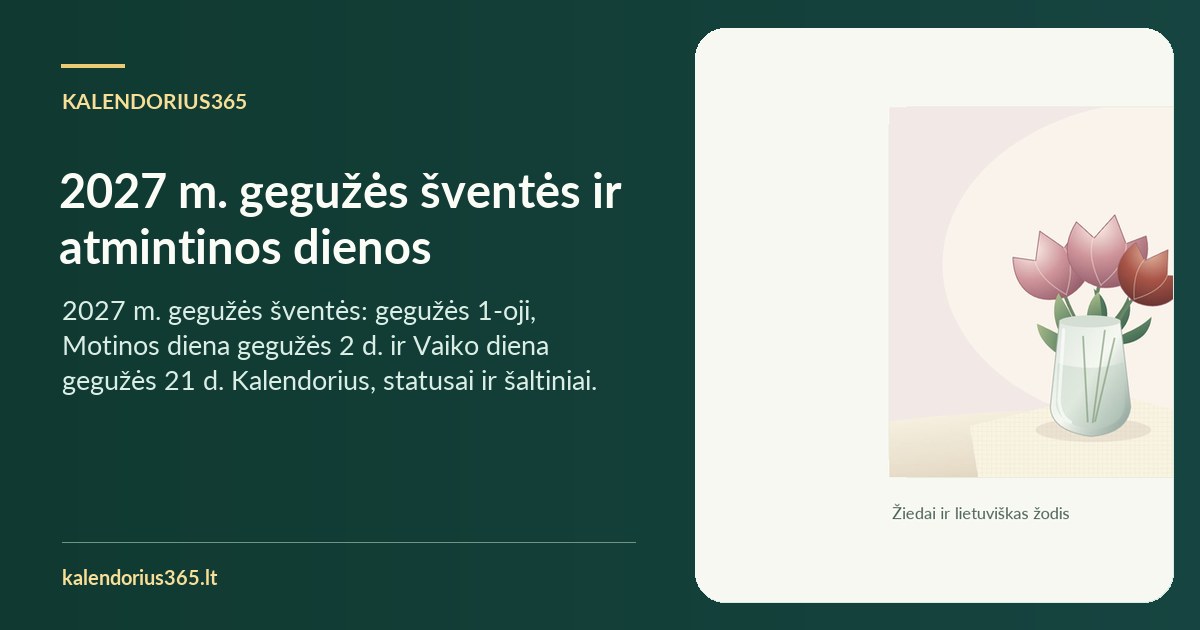 KALENDORIUS365
2027 m. gegužės šventės ir
atmintinos dienos
2027 m. gegužės šventės: gegužės 1-oji,
Motinos diena gegužės 2 d. ir Vaiko diena
gegužės 21 d. Kalendorius, statusai ir šaltiniai.
kalendorius365.lt
Žiedai ir lietuviškas žodis